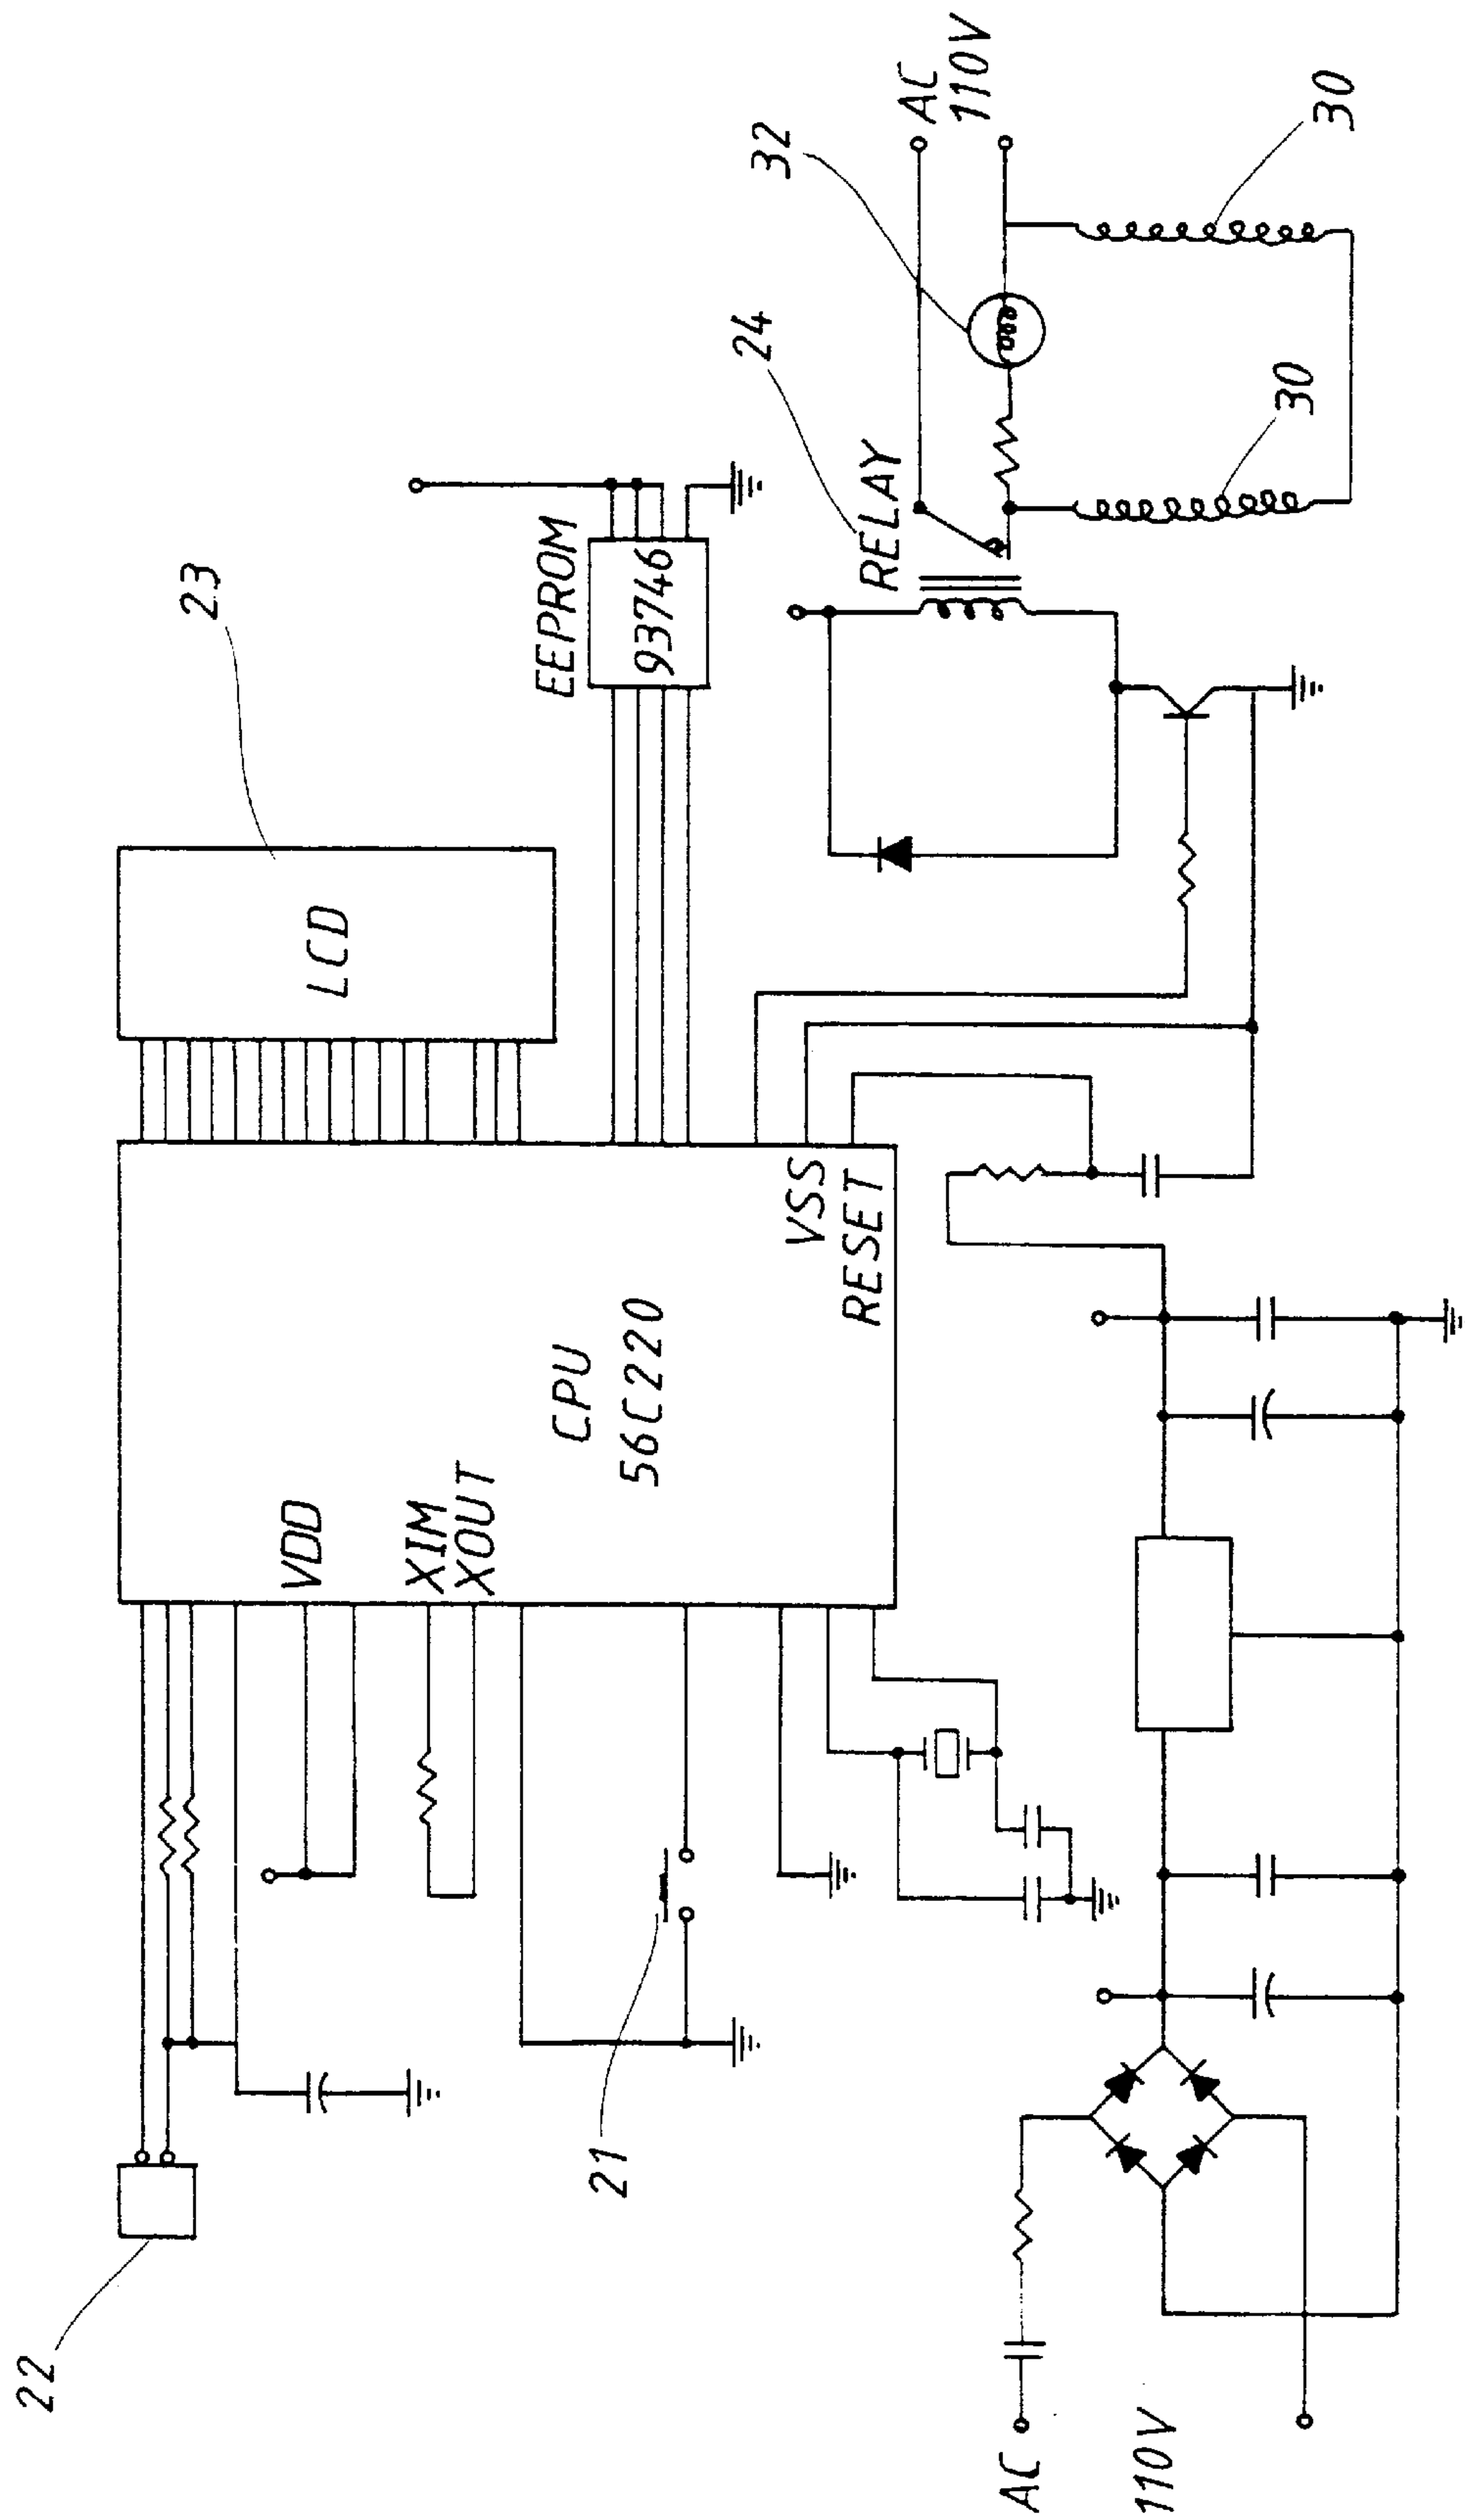 22
23
LCD
EEPROM
93746
VDD
XIM
XOUT
CPU
56C220
VSS
RESET
21
RELAY
24
32
AC
110V
30
30
AC
110V